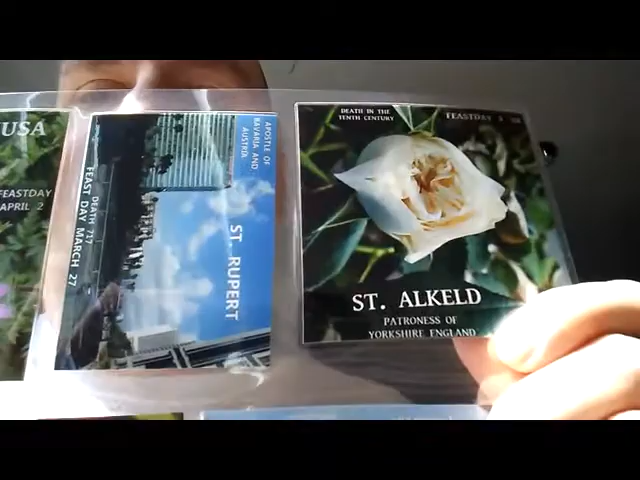 USA
FEASTDAY
APRIL 2
APOSTLE OF
BAVARIA AND
AUSTRIA
ST. RUPERT
DEATH 717
FEAST DAY MARCH 27
DEATH IN THE
TENTH CENTURY
FEASTDAY
ST. ALKELD
PATRONESS OF
YORKSHIRE ENGLAND